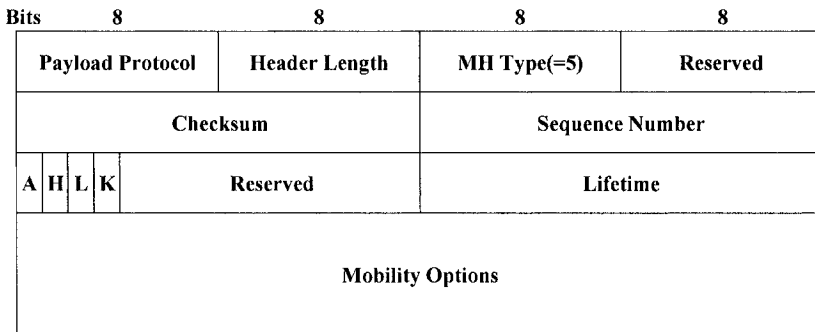 Bits 8 8 8 8
Payload Protocol Header Length MH Type(=5) Reserved
Checksum Sequence Number
A H L K Reserved Lifetime
Mobility Options